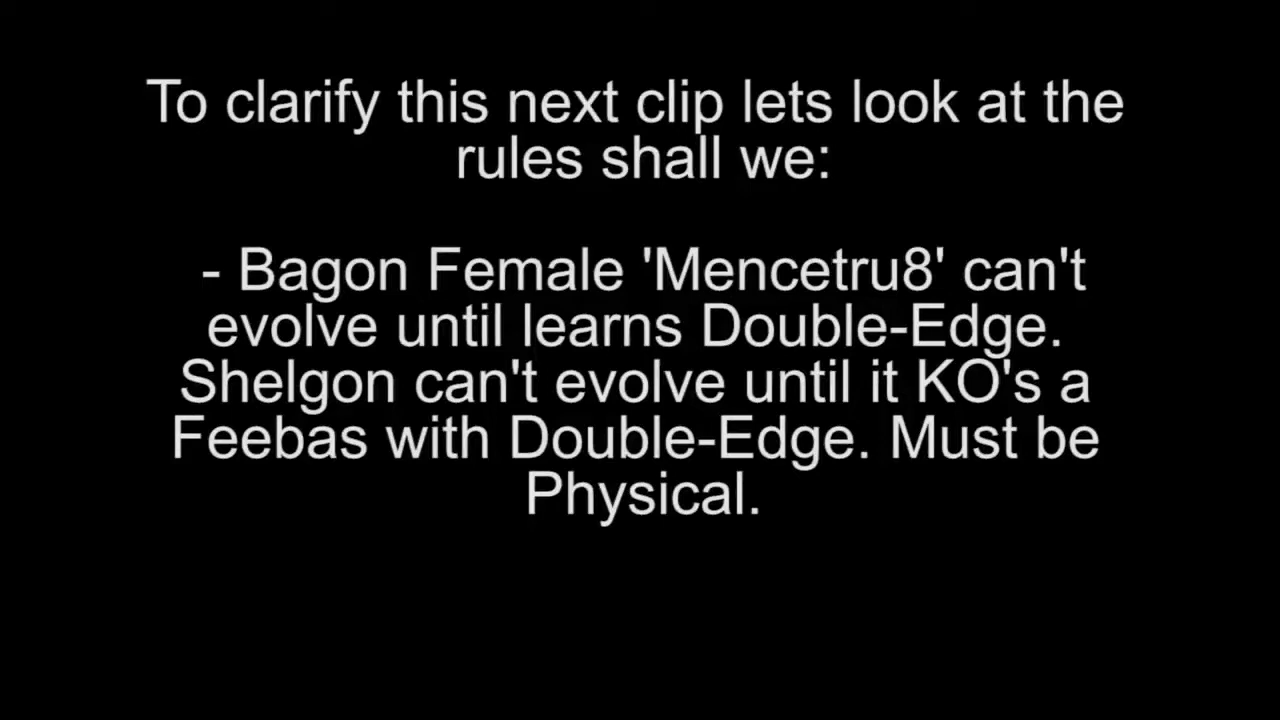 To clarify this next clip lets look at the
rules shall we:
- Bagon Female 'Mencetru8' can't
evolve until learns Double-Edge.
Shelgon can't evolve until it KO's a
Feebas with Double-Edge. Must be
Physical.